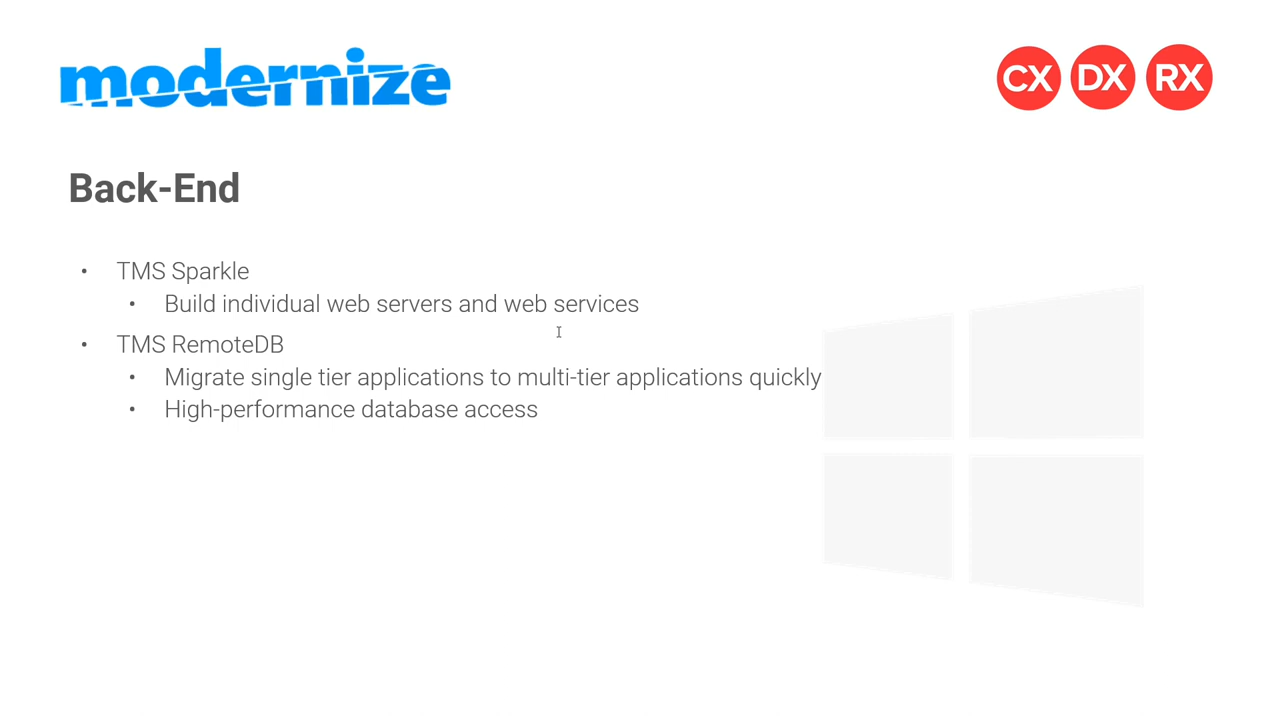 modernize
CX DX RX
Back-End
• TMS Sparkle
• Build individual web servers and web services
• TMS RemoteDB
• Migrate single tier applications to multi-tier applications quickly
• High-performance database access